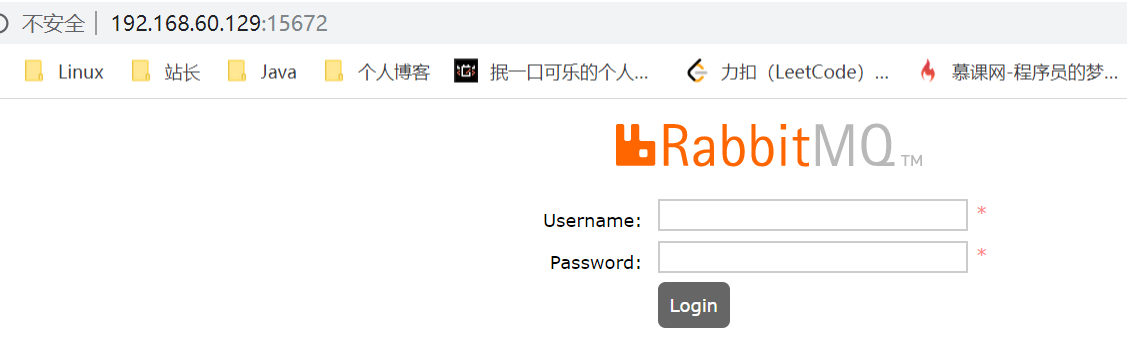 不安全 192.168.60.129:15672
Linux 站长 Java 个人博客 抿一口可乐的个人... 力扣（LeetCode）... 慕课网-程序员的梦...
RabbitMQ TM
Username: *
Password: *
Login